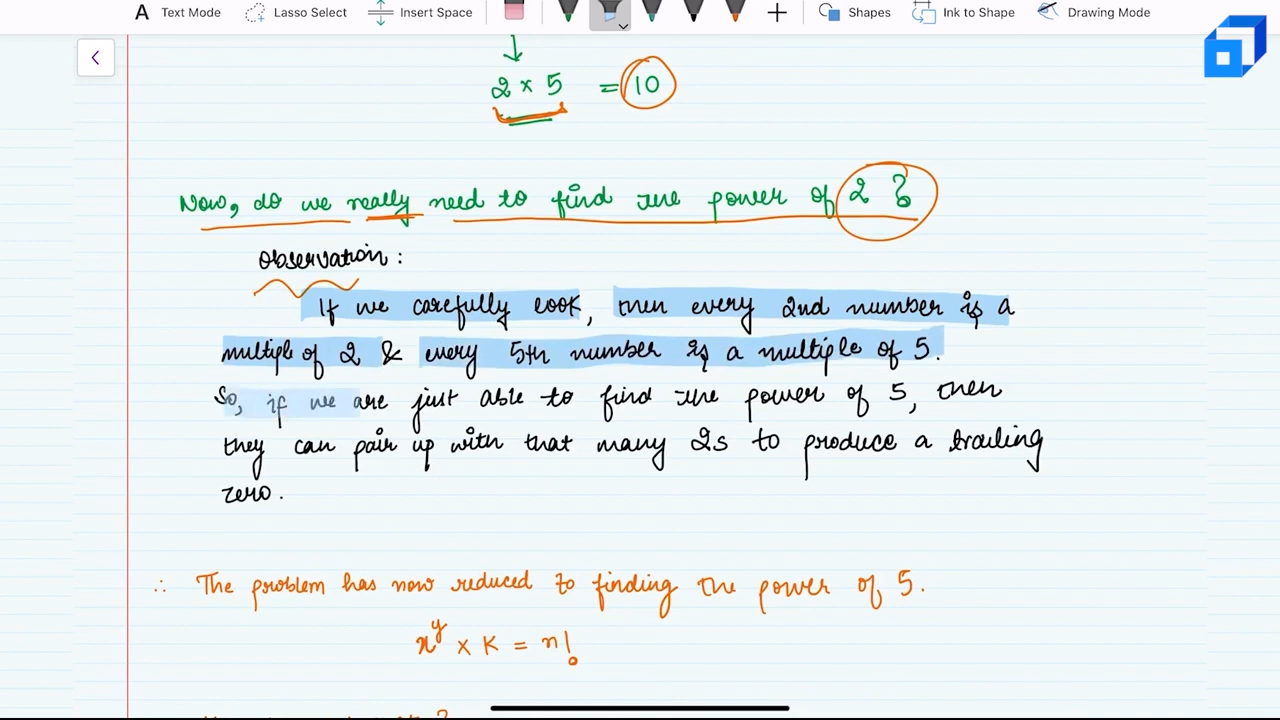 A Text Mode Lasso Select Insert Space Shapes Ink to Shape Drawing Mode
2 × 5 = 10
Now, do we really need to find the power of 2 ?
Observation :
If we carefully look, then every 2nd number is a
multiple of 2 & every 5th number is a multiple of 5.
So, if we are just able to find the power of 5, then
they can pair up with that many 2s to produce a trailing
zero.
∴ The problem has now reduced to finding the power of 5.
x^y × K = n!